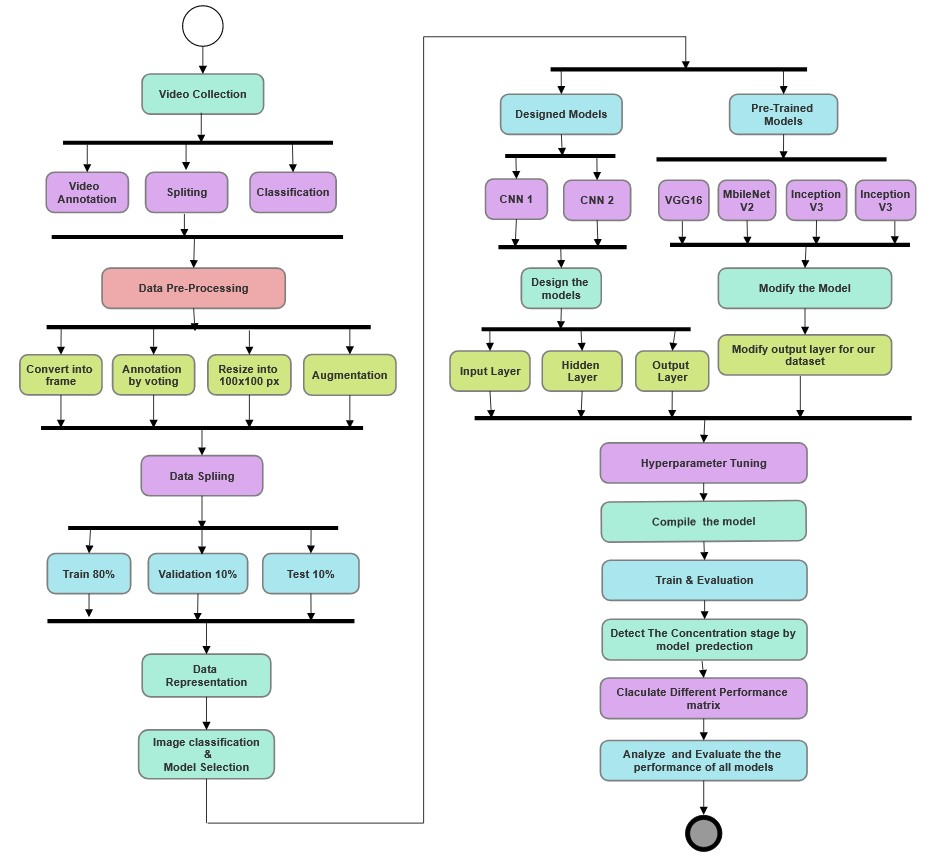 Video Collection
Video
Annotation
Spliting
Classification
Data Pre-Processing
Convert into
frame
Annotation
by voting
Resize into
100x100 px
Augmentation
Data Spliing
Train 80%
Validation 10%
Test 10%
Data
Representation
Image classification
&
Model Selection
Designed Models
Pre-Trained
Models
CNN 1
CNN 2
VGG16
MbileNet
V2
Inception
V3
Inception
V3
Design the
models
Modify the Model
Input Layer
Hidden
Layer
Output
Layer
Modify output layer for our
dataset
Hyperparameter Tuning
Compile the model
Train & Evaluation
Detect The Concentration stage by
model predection
Claculate Different Performance
matrix
Analyze and Evaluate the the
performance of all models